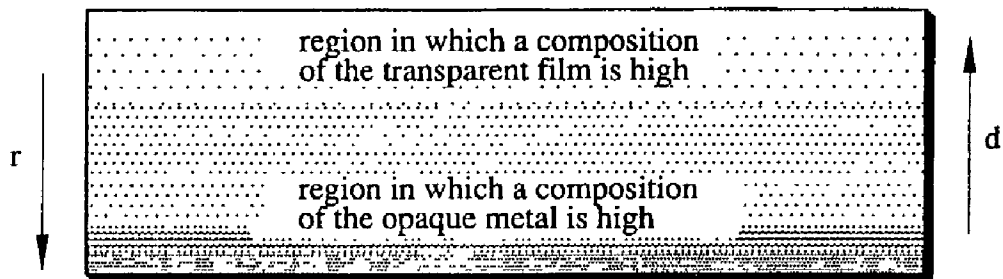 region in which a composition
of the transparent film is high
r
d
region in which a composition
of the opaque metal is high